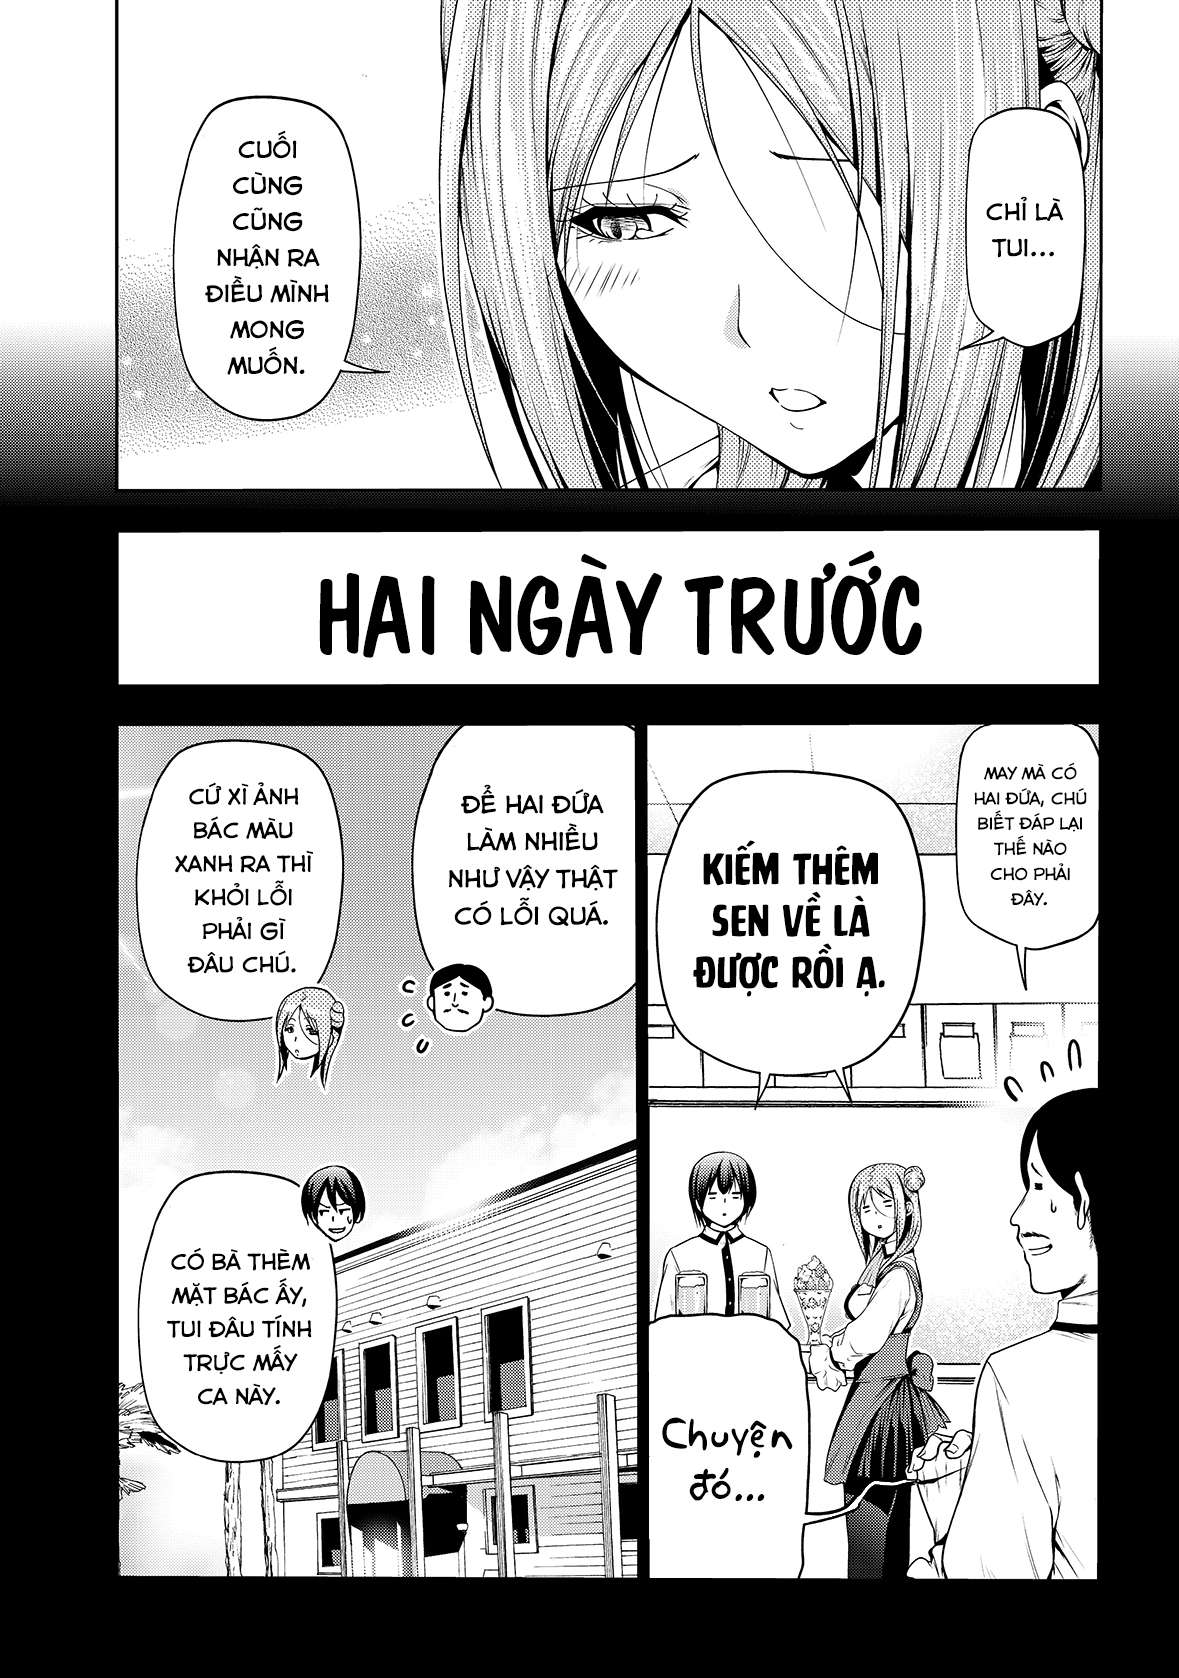 CHỈ LÀ
TUI...
CUỐI
CÙNG
CŨNG
NHẬN RA
ĐIỀU MÌNH
MONG
MUỐN.
HAI NGÀY TRƯỚC
MAY MÀ CÓ
HAI ĐỨA, CHÚ
BIẾT ĐÁP LẠI
THẾ NÀO
CHO PHẢI
ĐÂY.
KIẾM THÊM
SEN VỀ LÀ
ĐƯỢC RỒI Ạ.
Chuyện
đó...
ĐỂ HAI ĐỨA
LÀM NHIỀU
NHƯ VẬY THẬT
CÓ LỖI QUÁ.
CỨ XÌ ẢNH
BÁC MÀU
XANH RA THÌ
KHỎI LỖI
PHẢI GÌ
ĐÂU CHÚ.
CÓ BÀ THÈM
MẶT BÁC ẤY,
TUI ĐÂU TÍNH
TRỰC MẤY
CA NÀY.